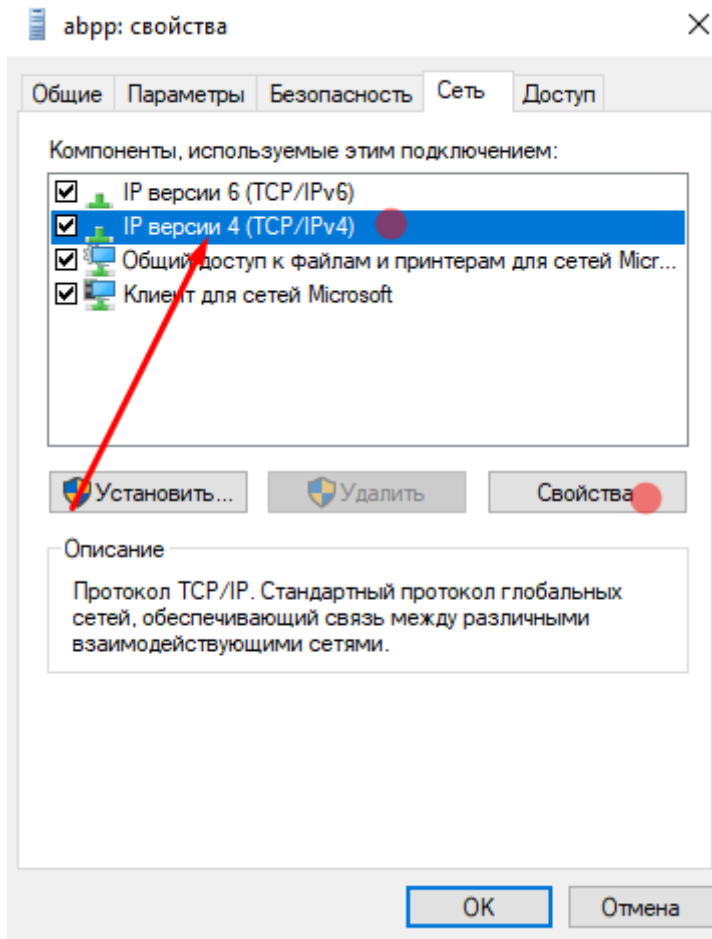 abpp: свойства
Общие Параметры Безопасность Сеть Доступ
Компоненты, используемые этим подключением:
IP версии 6 (TCP/IPv6)
IP версии 4 (TCP/IPv4)
Общий доступ к файлам и принтерам для сетей Micr...
Клиент для сетей Microsoft
Установить... Удалить Свойства
Описание
Протокол TCP/IP. Стандартный протокол глобальных
сетей, обеспечивающий связь между различными
взаимодействующими сетями.
OK Отмена